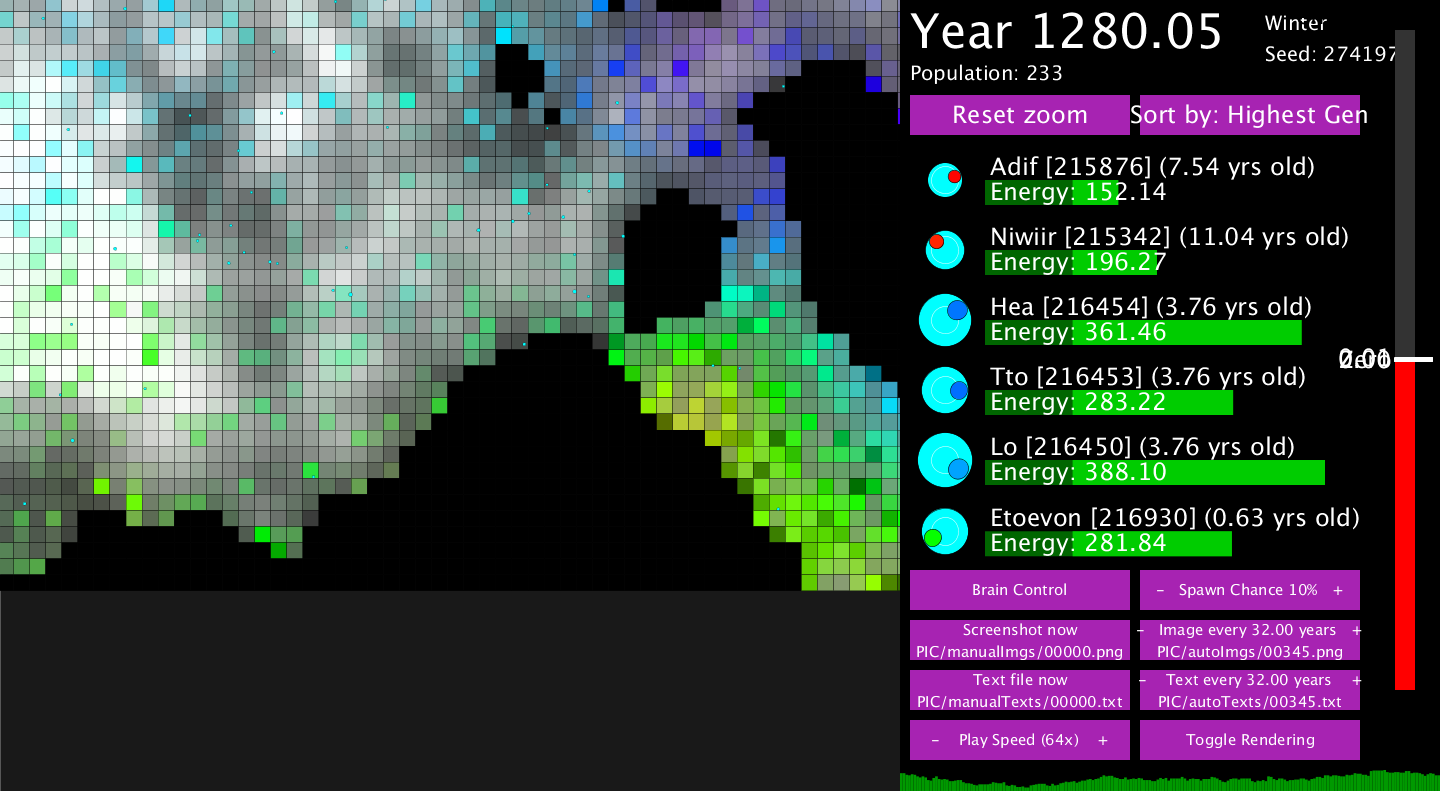 Year 1280.05
Winter
Seed: 274197
Population: 233
Reset zoom
Sort by: Highest Gen
Adif [215876] (7.54 yrs old)
Energy: 152.14
Niwiir [215342] (11.04 yrs old)
Energy: 196.27
Hea [216454] (3.76 yrs old)
Energy: 361.46
Tto [216453] (3.76 yrs old)
Energy: 283.22
Lo [216450] (3.76 yrs old)
Energy: 388.10
Etoevon [216930] (0.63 yrs old)
Energy: 281.84
Brain Control
- Spawn Chance 10% +
Screenshot now
PIC/manualImgs/00000.png
- Image every 32.00 years +
PIC/autoImgs/00345.png
Text file now
PIC/manualTexts/00000.txt
- Text every 32.00 years +
PIC/autoTexts/00345.txt
- Play Speed (64x) +
Toggle Rendering